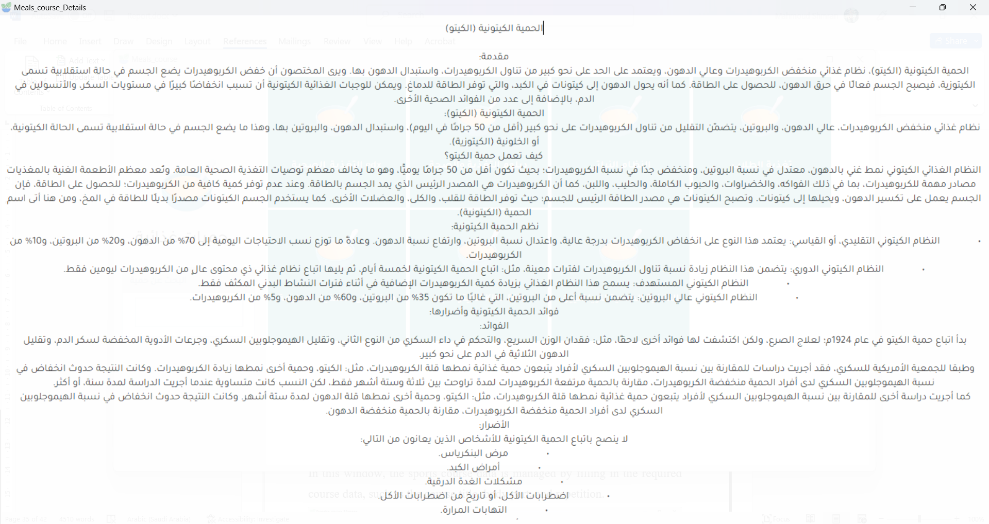 Meals_course_Details
الحمية الكيتونية (الكيتو)
مقدمة:
الحمية الكيتونية (الكيتو)، نظام غذائي منخفض الكربوهيدرات وعالي الدهون، ويعتمد على الحد على نحو كبير من تناول الكربوهيدرات، واستبدال الدهون بها. ويرى المختصون أن خفض الكربوهيدرات يضع الجسم في حالة استقلابية تسمى
الكيتوزية، فيصبح الجسم فعالًا في حرق الدهون، للحصول على الطاقة. كما أنه يحول الدهون إلى كيتونات في الكبد، والتي توفر الطاقة للدماغ. ويمكن للوجبات الغذائية الكيتونية أن تسبب انخفاضًا كبيرًا في مستويات السكر، والأنسولين في
الدم، بالإضافة إلى عدد من الفوائد الصحية الأخرى.
الحمية الكيتونية (الكيتو):
نظام غذائي منخفض الكربوهيدرات، عالي الدهون، والبروتين، يتضمّن التقليل من تناول الكربوهيدرات على نحو كبير (أقل من 50 جرامًا في اليوم)، واستبدال الدهون، والبروتين بها، وهذا ما يضع الجسم في حالة استقلابية تسمى الحالة الكيتونية،
أو الخلونية (الكيتوزية).
كيف تعمل حمية الكيتو؟
النظام الغذائي الكيتوني نمط غني بالدهون، معتدل في نسبة البروتين، ومنخفض جدًا في نسبة الكربوهيدرات؛ بحيث تكون أقل من 50 جرامًا يوميًّا، وهو ما يخالف معظم توصيات التغذية الصحية العامة. وتُعد معظم الأطعمة الغنية بالمغذيات
مصادر مهمة للكربوهيدرات، بما في ذلك الفواكه، والخضراوات، والحبوب الكاملة، والحليب، واللبن، كما أن الكربوهيدرات هي المصدر الرئيس الذي يمد الجسم بالطاقة. وعند عدم توفر كمية كافية من الكربوهيدرات؛ للحصول على الطاقة، فإن
الجسم يعمل على تكسير الدهون، ويحيلها إلى كيتونات. وتصبح الكيتونات هي مصدر الطاقة الرئيس للجسم؛ حيث توفر الطاقة للقلب، والكلى، والعضلات الأخرى. كما يستخدم الجسم الكيتونات مصدرًا بديلًا للطاقة في المخ، ومن هنا أتى اسم
الحمية (الكيتونية).
نظم الحمية الكيتونية:
• النظام الكيتوني التقليدي، أو القياسي: يعتمد هذا النوع على انخفاض الكربوهيدرات بدرجة عالية، واعتدال نسبة البروتين، وارتفاع نسبة الدهون. وعادةً ما توزع نسب الاحتياجات اليومية إلى 70% من الدهون، و20% من البروتين، و10% من
الكربوهيدرات.
• النظام الكيتوني الدوري: يتضمن هذا النظام زيادة نسبة تناول الكربوهيدرات لفترات معينة، مثل: اتباع الحمية الكيتونية لخمسة أيام، ثم يليها اتباع نظام غذائي ذي محتوى عالٍ من الكربوهيدرات ليومين فقط.
• النظام الكيتوني المستهدف: يسمح هذا النظام الغذائي بزيادة كمية الكربوهيدرات الإضافية في أثناء فترات النشاط البدني المكثف فقط.
• النظام الكيتوني عالي البروتين: يتضمن نسبة أعلى من البروتين، التي غالبًا ما تكون 35% من البروتين، و60% من الدهون، و5% من الكربوهيدرات.
فوائد الحمية الكيتونية وأضرارها:
الفوائد:
بدأ اتباع حمية الكيتو في عام 1924م؛ لعلاج الصرع، ولكن اكتشفت لها فوائد أخرى لاحقًا، مثل: فقدان الوزن السريع، والتحكم في داء السكري من النوع الثاني، وتقليل الهيموجلوبين السكري، وجرعات الأدوية المخفضة لسكر الدم، وتقليل
الدهون الثلاثية في الدم على نحو كبير.
وطبقا للجمعية الأمريكية للسكري، فقد أجريت دراسات للمقارنة بين نسبة الهيموجلوبين السكري لأفراد يتبعون حمية غذائية نمطها قلة الكربوهيدرات، مثل: الكيتو، وحمية أخرى نمطها زيادة الكربوهيدرات. وكانت النتيجة حدوث انخفاض في
نسبة الهيموجلوبين السكري لدى أفراد الحمية منخفضة الكربوهيدرات، مقارنة بالحمية مرتفعة الكربوهيدرات لمدة تراوحت بين ثلاثة وستة أشهر فقط، لكن النسب كانت متساوية عندما أجريت الدراسة لمدة سنة، أو أكثر.
كما أجريت دراسة أخرى للمقارنة بين نسبة الهيموجلوبين السكري لأفراد يتبعون حمية غذائية نمطها قلة الكربوهيدرات، مثل: الكيتو، وحمية أخرى نمطها قلة الدهون لمدة ستة أشهر. وكانت النتيجة حدوث انخفاض في نسبة الهيموجلوبين
السكري لدى أفراد الحمية منخفضة الكربوهيدرات، مقارنة بالحمية منخفضة الدهون.
الأضرار:
لا ينصح باتباع الحمية الكيتونية للأشخاص الذين يعانون من التالي:
• مرض البنكرياس.
• أمراض الكبد.
• مشكلات الغدة الدرقية.
• اضطرابات الأكل، أو تاريخ من اضطرابات الأكل.
• التهابات المرارة.